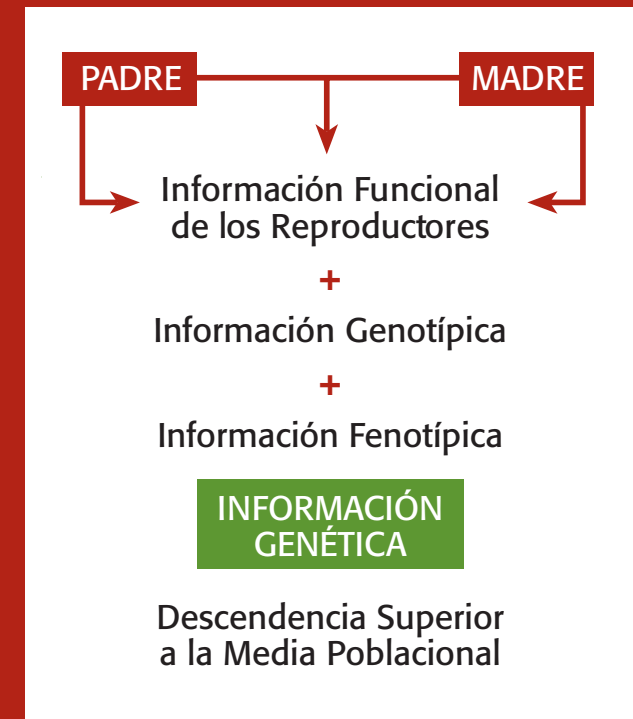 PADRE
MADRE
Información Funcional
de los Reproductores
+
Información Genotípica
+
Información Fenotípica
INFORMACIÓN
GENÉTICA
Descendencia Superior
a la Media Poblacional